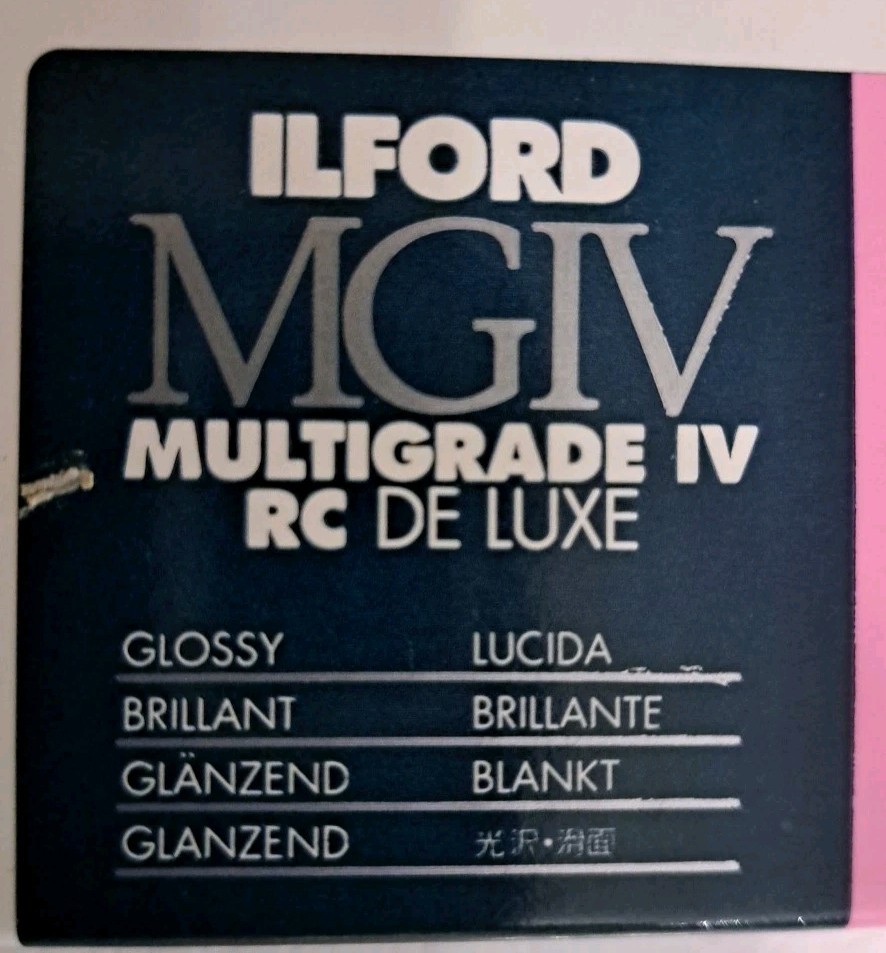 ILFORD
MGIV
MULTIGRADE IV
RC DE LUXE
GLOSSY LUCIDA
BRILLANT BRILLANTE
GLÄNZEND BLANKT
GLANZEND 光沢•滑面